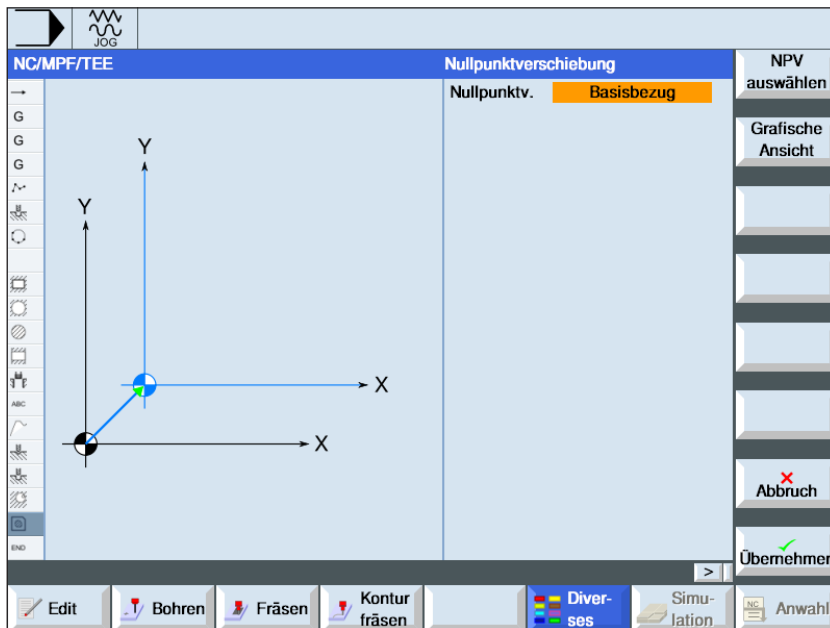 JOG
NC/MPF/TEE
Nullpunktverschiebung
Nullpunktv. Basisbezug
G
G
G
ABC
END
Y
Y
X
X
NPV
auswählen
Grafische
Ansicht
Abbruch
Übernehmen
>
Edit
Bohren
Fräsen
Kontur
fräsen
Diver-
ses
Simu-
lation
NC
Anwahl